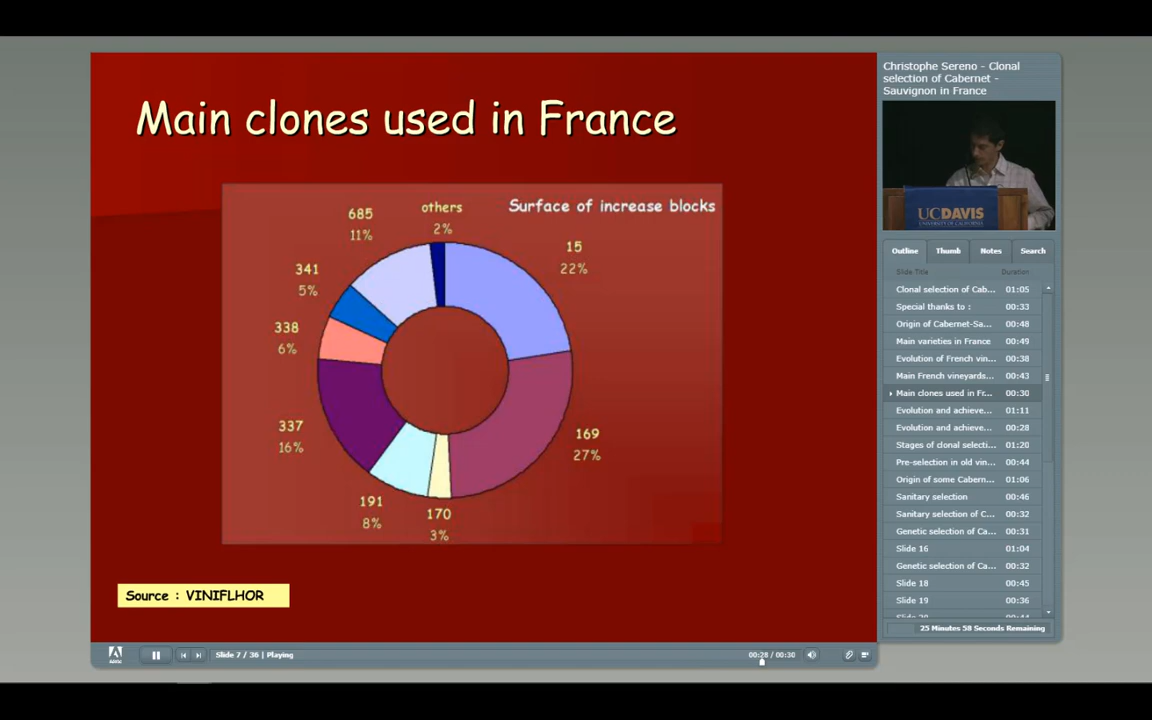 Main clones used in France
Surface of increase blocks
685
11%
others
2%
15
22%
341
5%
338
6%
337
16%
169
27%
191
8%
170
3%
Source : VINIFLHOR
Christophe Sereno - Clonal
selection of Cabernet -
Sauvignon in France
UCDAVIS
UNIVERSITY OF CALIFORNIA
Outline Thumb Notes Search
Slide Title Duration
Clonal selection of Cab... 01:05
Special thanks to : 00:33
Origin of Cabernet-Sa... 00:48
Main varieties in France 00:49
Evolution of French vin... 00:38
Main French vineyards... 00:43
Main clones used in Fr... 00:30
Evolution and achieve... 01:11
Evolution and achieve... 00:28
Stages of clonal selecti... 01:20
Pre-selection in old vin... 00:44
Origin of some Cabern... 01:06
Sanitary selection 00:46
Sanitary selection of C... 00:32
Genetic selection of Ca... 00:31
Slide 16 01:04
Genetic selection of Ca... 00:32
Slide 18 00:45
Slide 19 00:36
25 Minutes 58 Seconds Remaining
Adobe
Slide 7 / 36 | Playing
00:28 / 00:30